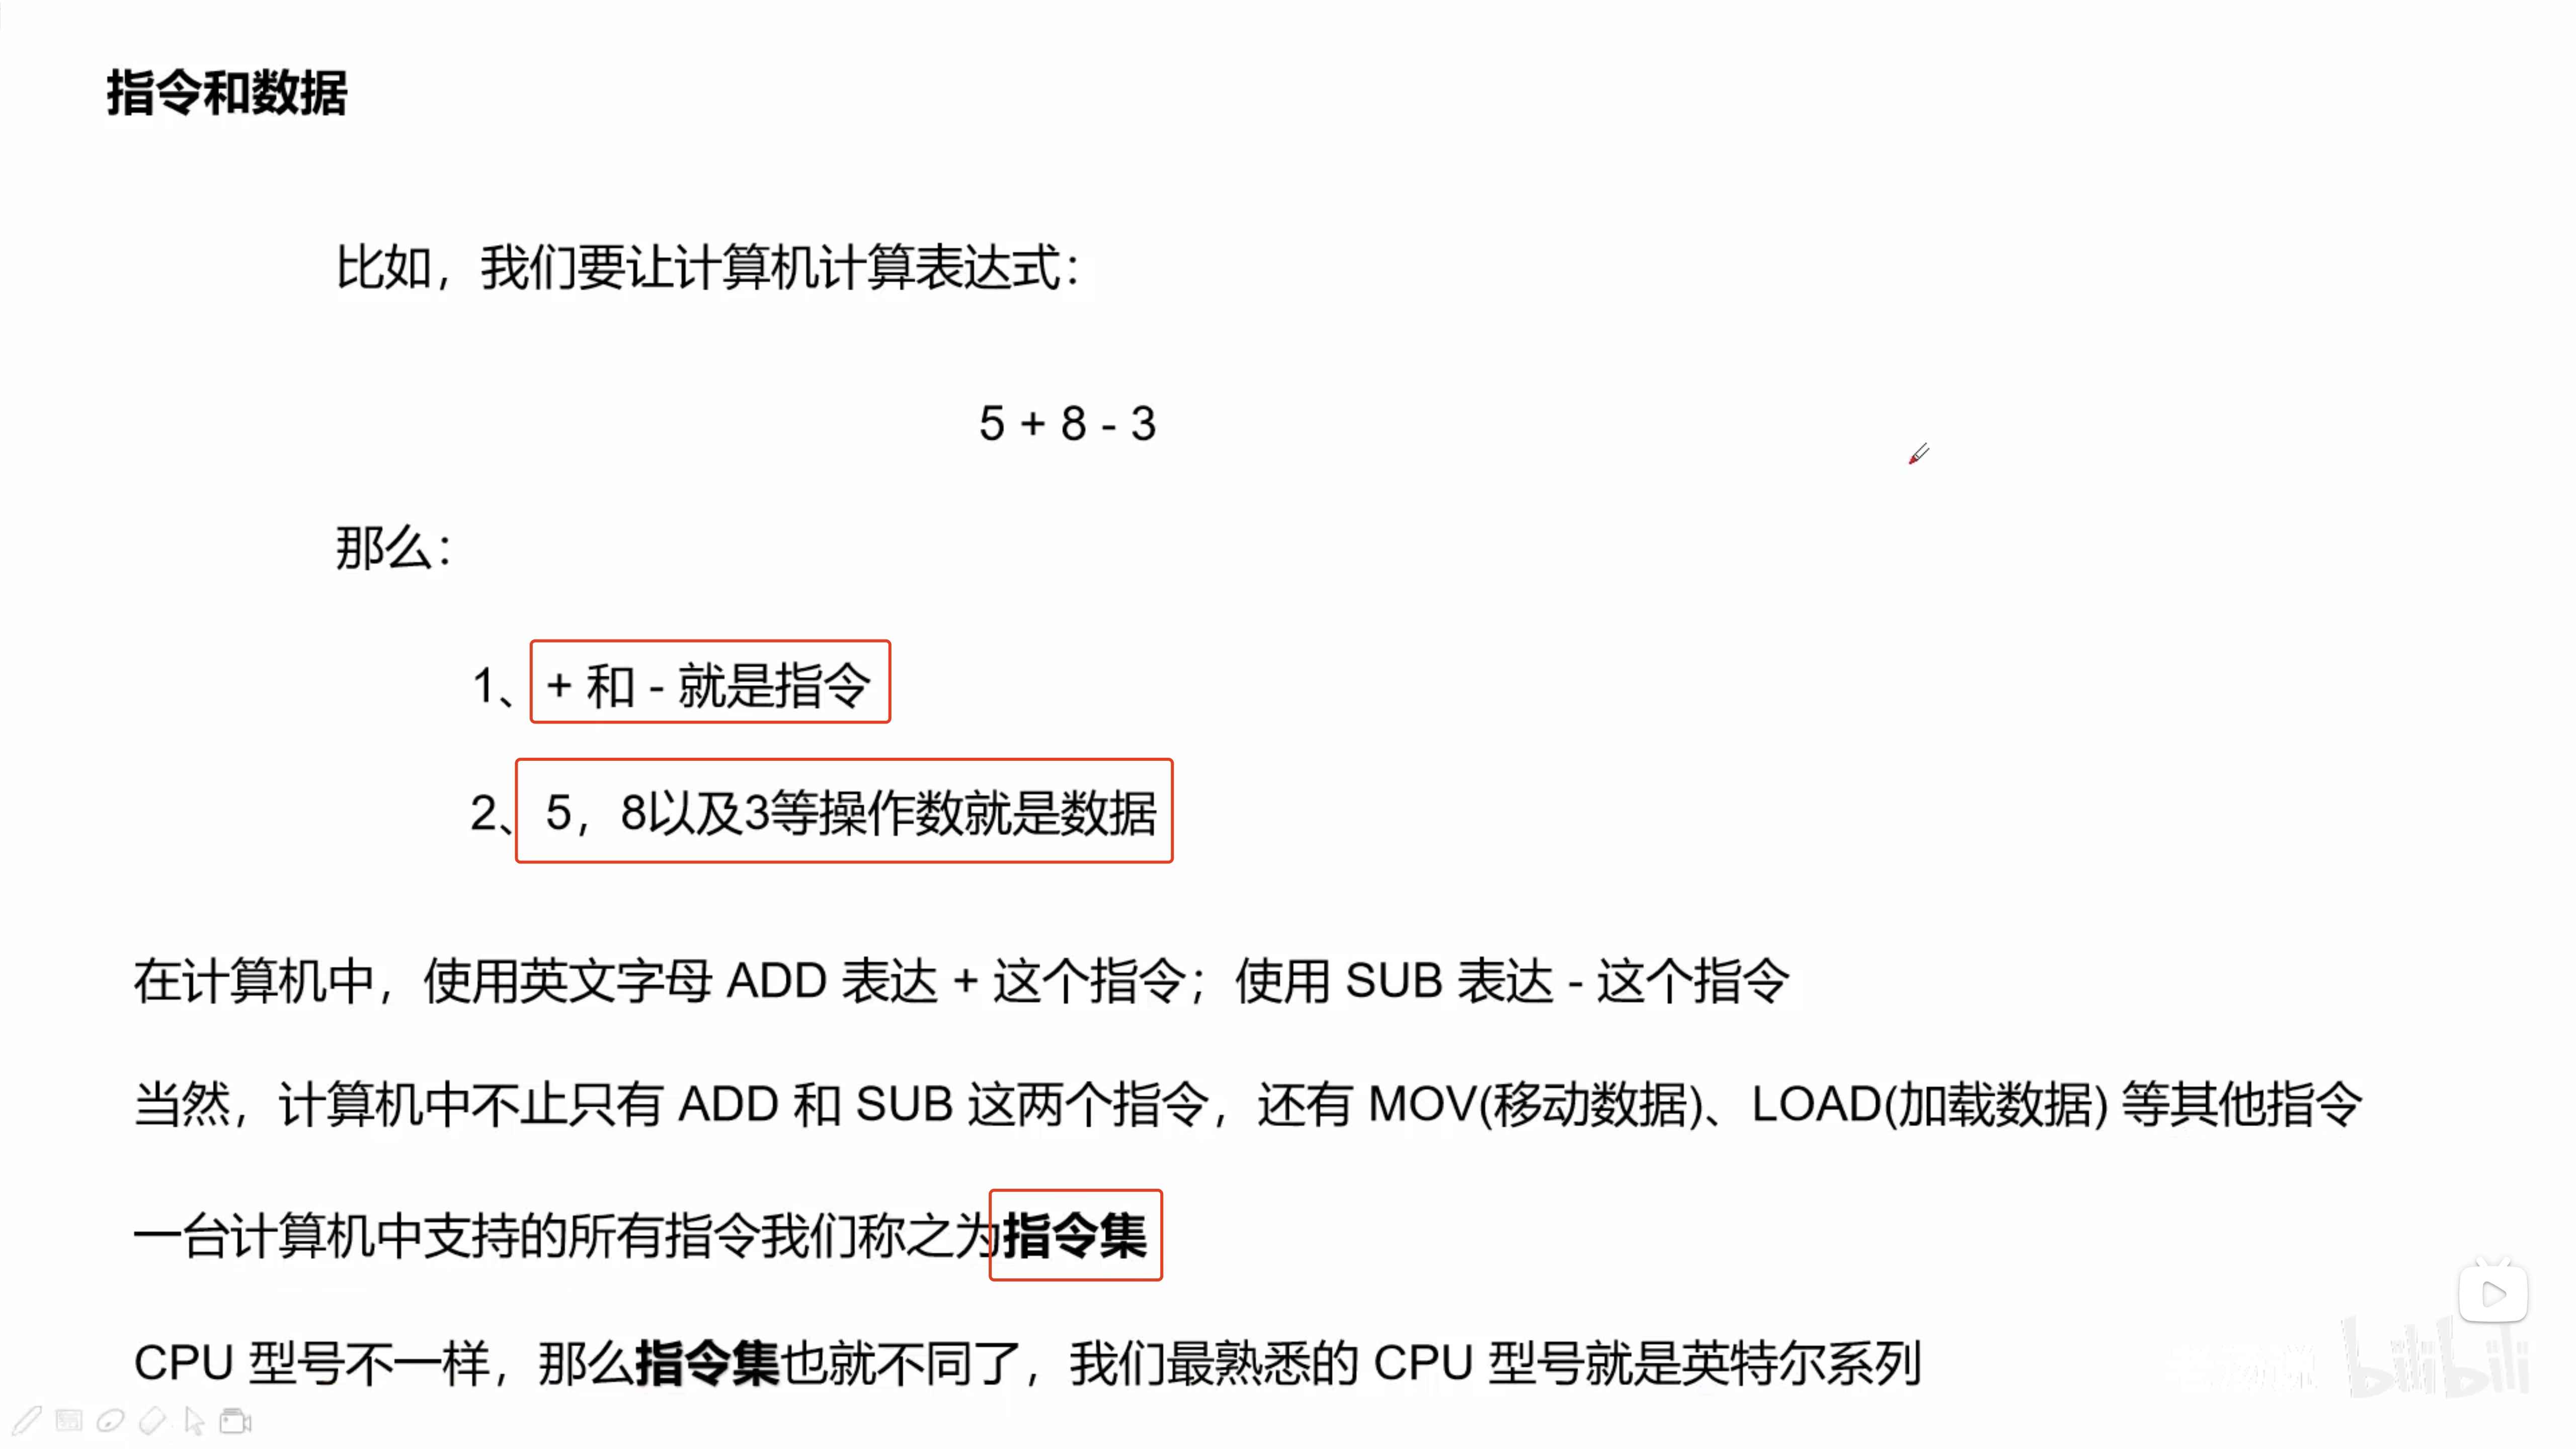 指令和数据
比如，我们要让计算机计算表达式：
5 + 8 - 3
那么：
1、+ 和 - 就是指令
2、5，8以及3等操作数就是数据
在计算机中，使用英文字母 ADD 表达 + 这个指令；使用 SUB 表达 - 这个指令
当然，计算机中不止只有 ADD 和 SUB 这两个指令，还有 MOV(移动数据)、LOAD(加载数据) 等其他指令
一台计算机中支持的所有指令我们称之为指令集
CPU 型号不一样，那么指令集也就不同了，我们最熟悉的 CPU 型号就是英特尔系列
bilibili